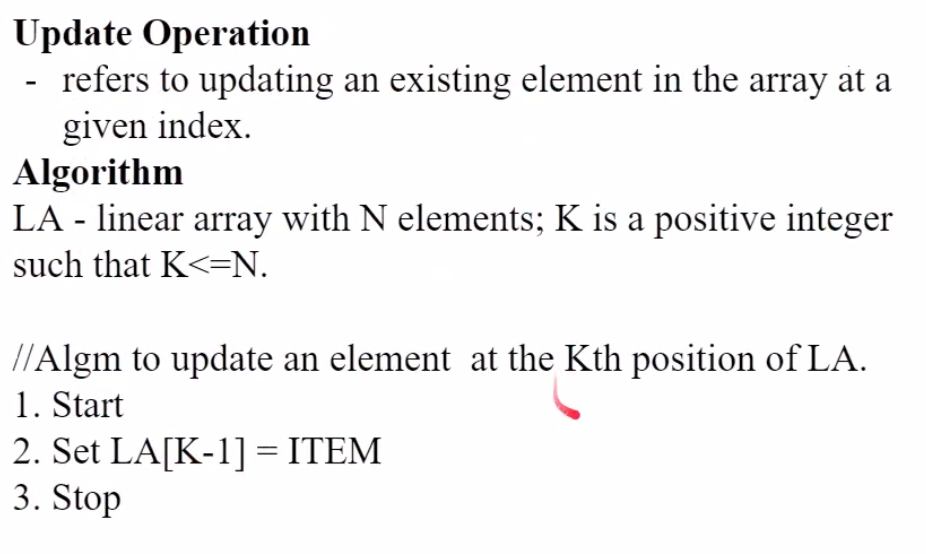 Update Operation
- refers to updating an existing element in the array at a
given index.
Algorithm
LA - linear array with N elements; K is a positive integer
such that K<=N.
//Algm to update an element at the Kth position of LA.
1. Start
2. Set LA[K-1] = ITEM
3. Stop